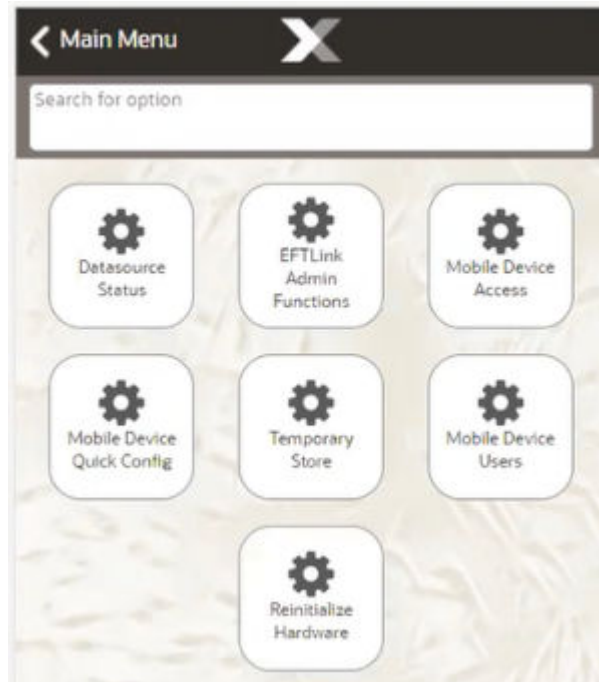 Main Menu
Search for option
Datasource
Status
EFTLink
Admin
Functions
Mobile Device
Access
Mobile Device
Quick Config
Temporary
Store
Mobile Device
Users
Reinitialize
Hardware